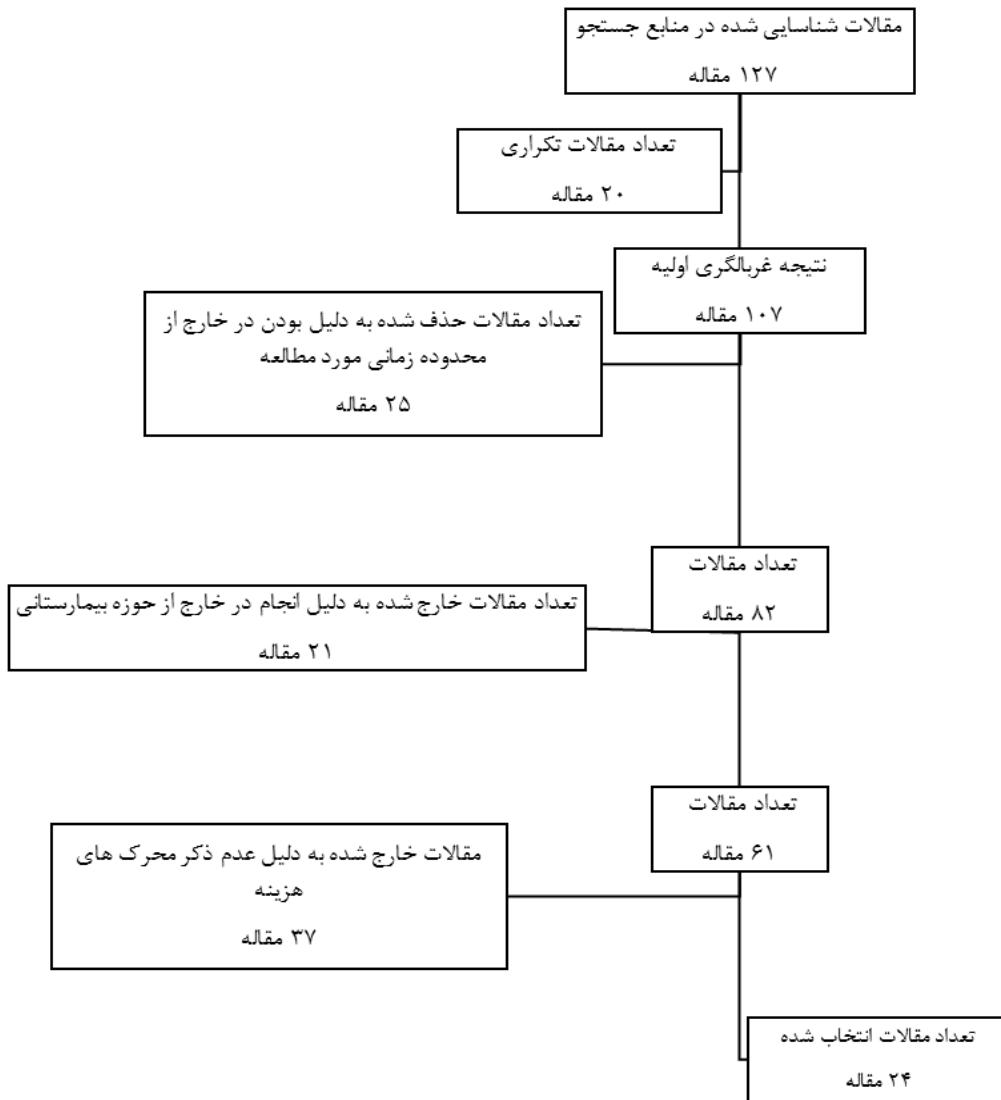 مقالات شناسایی شده در منابع جستجو
۱۲۷ مقاله
تعداد مقالات تکراری
۲۰ مقاله
نتیجه غربالگری اولیه
۱۰۷ مقاله
تعداد مقالات حذف شده به دلیل بودن در خارج از
محدوده زمانی مورد مطالعه
۲۵ مقاله
تعداد مقالات
۸۲ مقاله
تعداد مقالات خارج شده به دلیل انجام در خارج از حوزه بیمارستانی
۲۱ مقاله
تعداد مقالات
۶۱ مقاله
مقالات خارج شده به دلیل عدم ذکر محرک های
هزینه
۳۷ مقاله
تعداد مقالات انتخاب شده
۲۴ مقاله